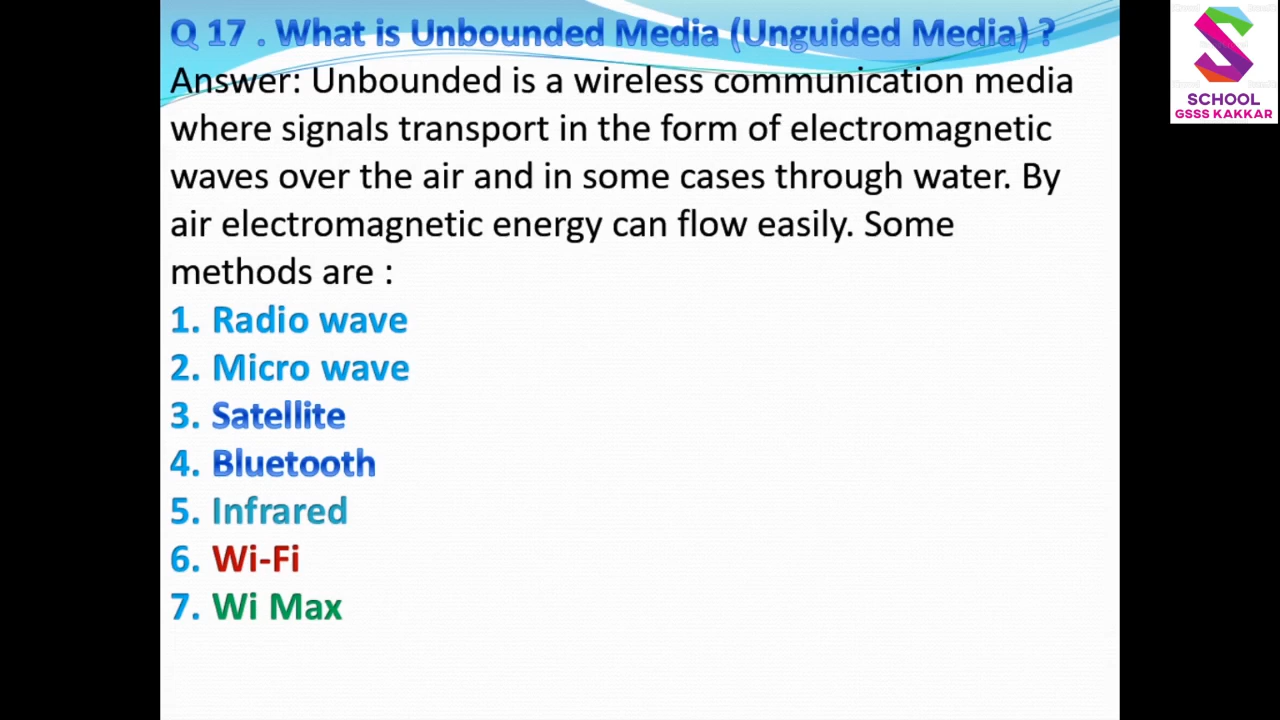 Q 17 . What is Unbounded Media (Unguided Media) ?
Answer: Unbounded is a wireless communication media
where signals transport in the form of electromagnetic
waves over the air and in some cases through water. By
air electromagnetic energy can flow easily. Some
methods are :
1. Radio wave
2. Micro wave
3. Satellite
4. Bluetooth
5. Infrared
6. Wi-Fi
7. Wi Max
SCHOOL
GSSS KAKKAR